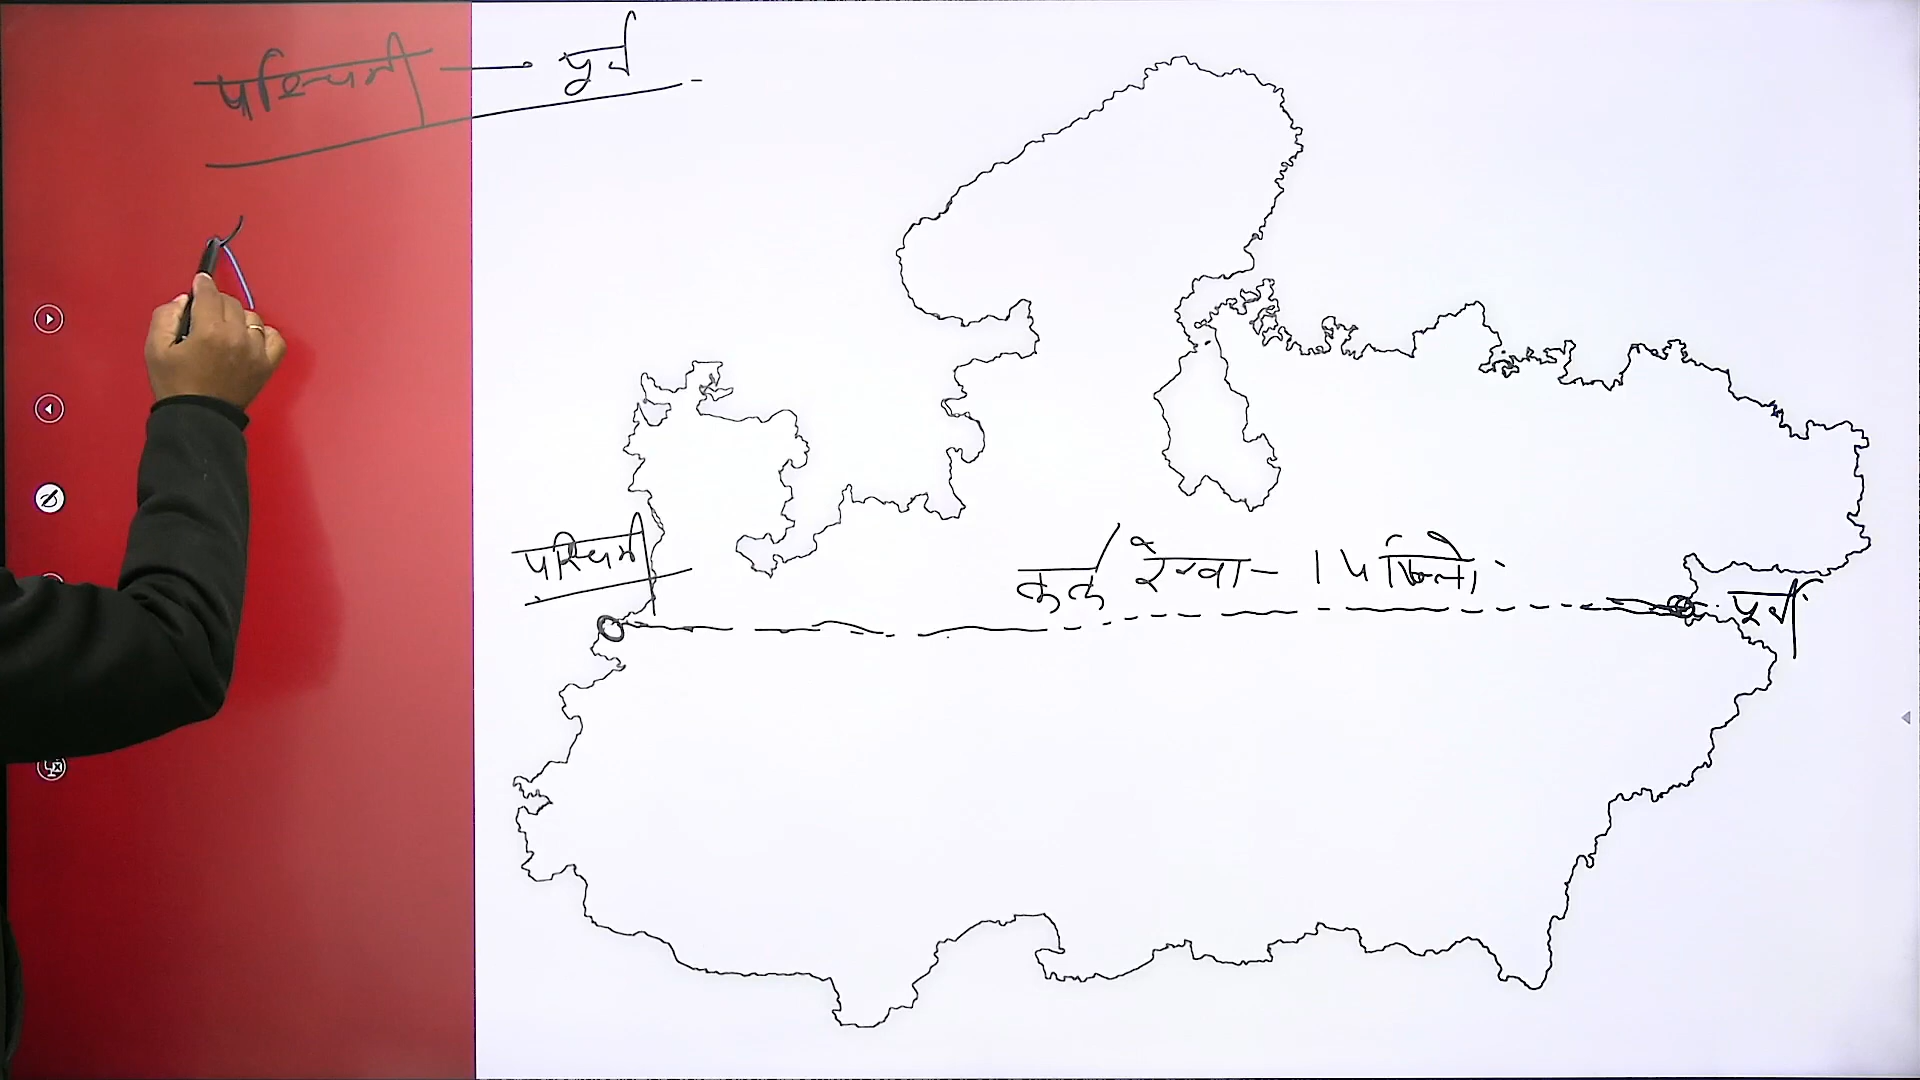 पश्चिमी → पूर्व
पश्चिमी
कर्क रेखा - 14 जिले
पूर्व